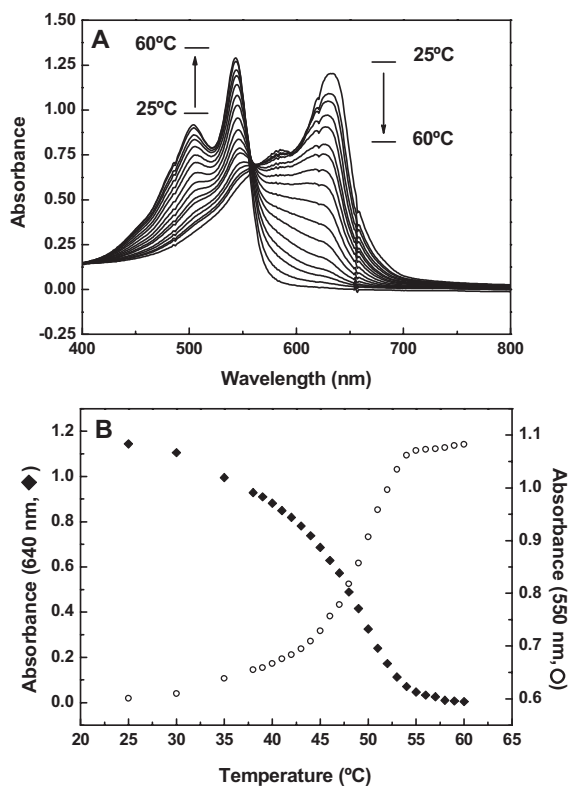 A
60ºC
25ºC
25ºC
60ºC
1.50
1.25
1.00
0.75
0.50
0.25
0.00
-0.25
400 500 600 700 800
Absorbance
Wavelength (nm)
B
1.2
1.0
0.8
0.6
0.4
0.2
0.0
1.1
1.0
0.9
0.8
0.7
0.6
20 25 30 35 40 45 50 55 60 65
Absorbance (640 nm, ◆)
Absorbance (550 nm, ○)
Temperature (ºC)